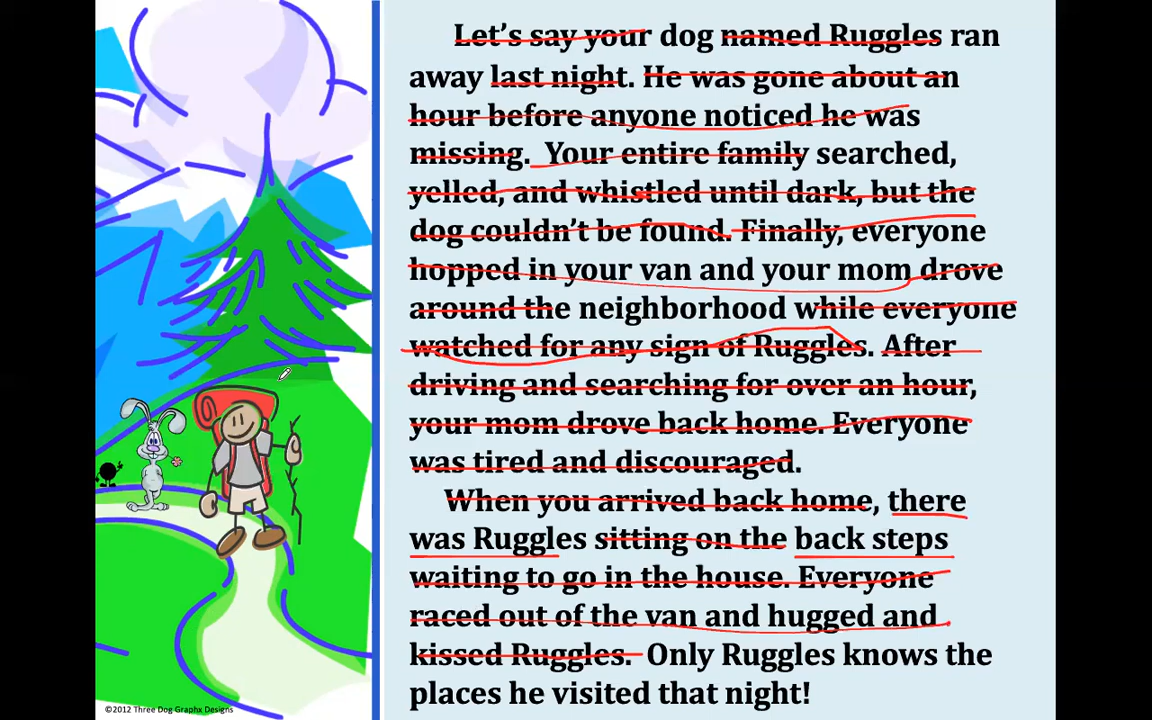 Let's say your dog named Ruggles ran
away last night. He was gone about an
hour before anyone noticed he was
missing. Your entire family searched,
yelled, and whistled until dark, but the
dog couldn't be found. Finally, everyone
hopped in your van and your mom drove
around the neighborhood while everyone
watched for any sign of Ruggles. After
driving and searching for over an hour,
your mom drove back home. Everyone
was tired and discouraged.
When you arrived back home, there
was Ruggles sitting on the back steps
waiting to go in the house. Everyone
raced out of the van and hugged and
kissed Ruggles. Only Ruggles knows the
places he visited that night!
©2012 Three Dog Graphx Designs